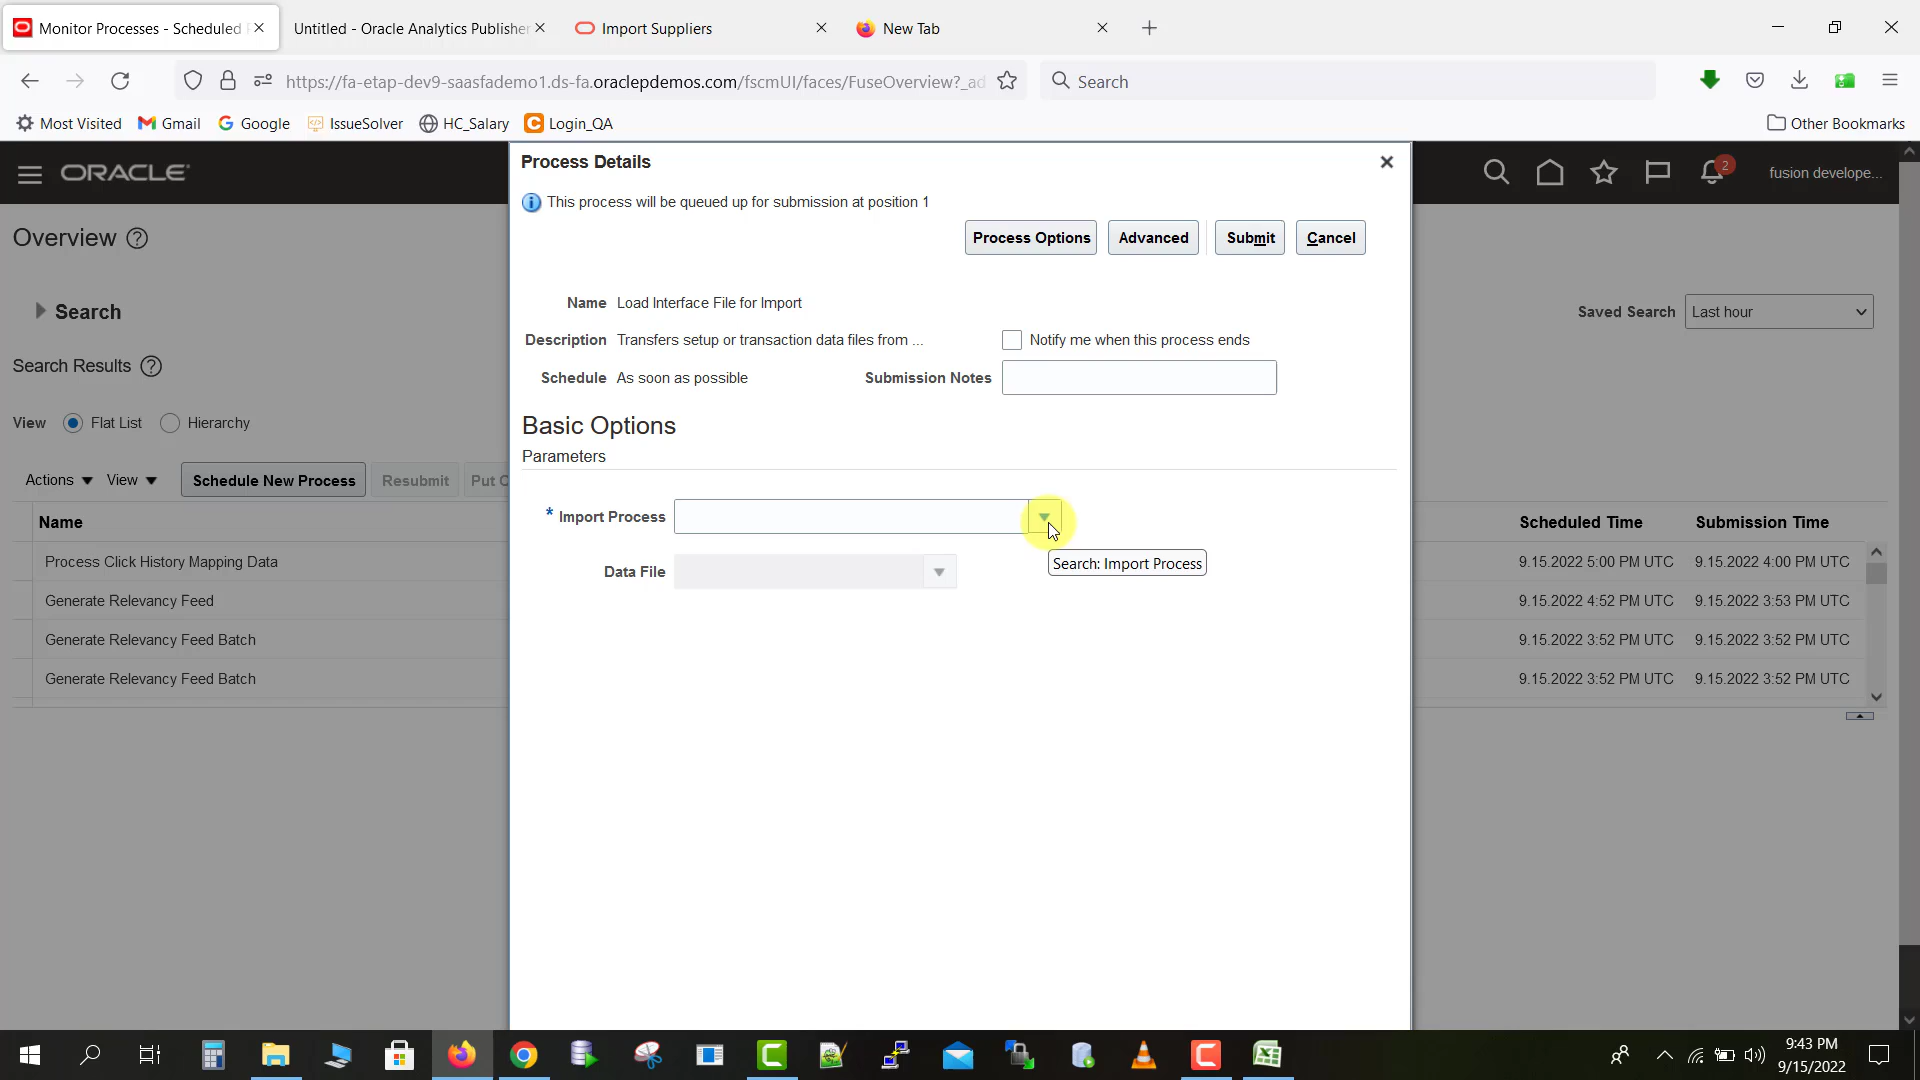 Monitor Processes - Scheduled
Untitled - Oracle Analytics Publisher
Import Suppliers
New Tab
https://fa-etap-dev9-saasfademo1.ds-fa.oraclepdemos.com/fscmUI/faces/FuseOverview?_ad
Search
Most Visited
Gmail
Google
IssueSolver
HC_Salary
Login_QA
Other Bookmarks
ORACLE
2
fusion develope...
Process Details
This process will be queued up for submission at position 1
Process Options
Advanced
Submit
Cancel
Overview
Search
Saved Search
Last hour
Name Load Interface File for Import
Description Transfers setup or transaction data files from ...
Notify me when this process ends
Schedule As soon as possible
Submission Notes
Search Results
View
Flat List
Hierarchy
Basic Options
Parameters
Actions
View
Schedule New Process
Resubmit
Put
* Import Process
Search: Import Process
Data File
Name
Scheduled Time
Submission Time
Process Click History Mapping Data
9.15.2022 5:00 PM UTC
9.15.2022 4:00 PM UTC
Generate Relevancy Feed
9.15.2022 4:52 PM UTC
9.15.2022 3:53 PM UTC
Generate Relevancy Feed Batch
9.15.2022 3:52 PM UTC
9.15.2022 3:52 PM UTC
Generate Relevancy Feed Batch
9.15.2022 3:52 PM UTC
9.15.2022 3:52 PM UTC
9:43 PM
9/15/2022